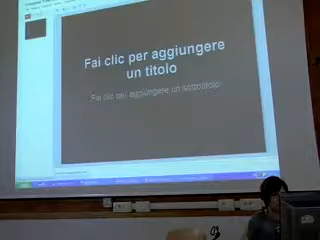 Fai clic per aggiungere
un titolo
Fai clic per aggiungere un sottotitolo